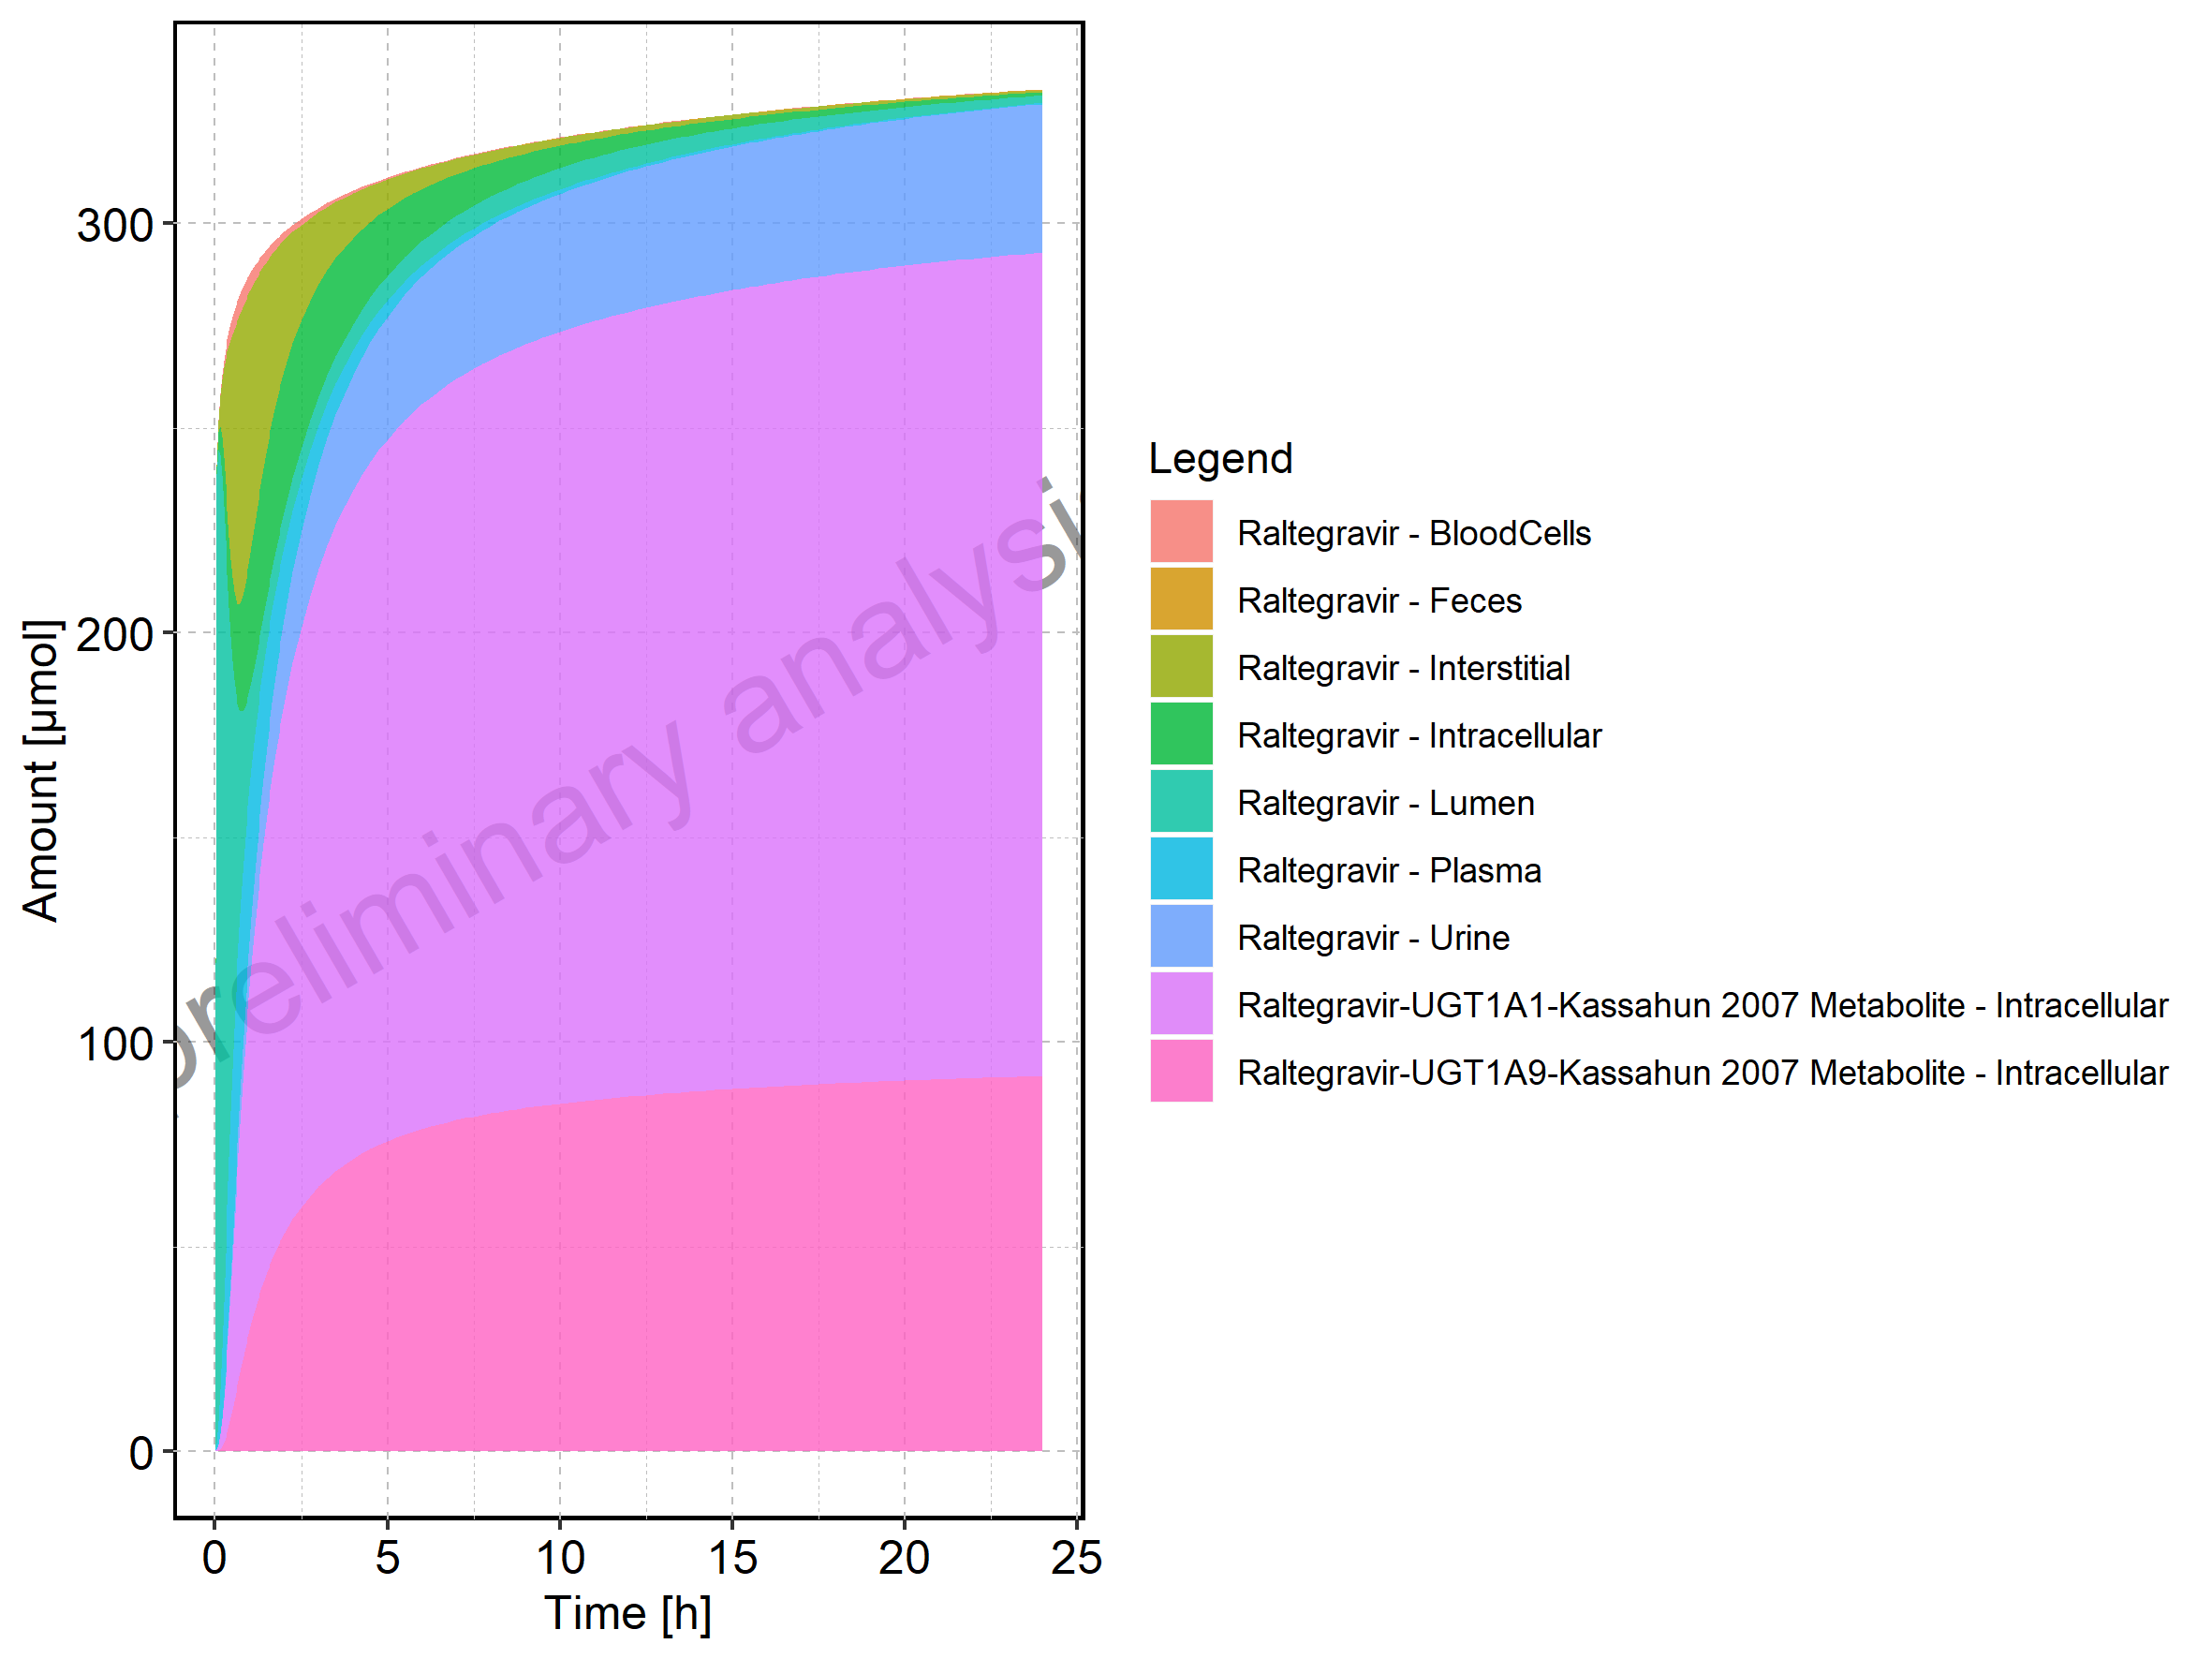 300
200
100
0
Amount [µmol]
0 5 10 15 20 25
Time [h]
preliminary analysis
Legend
Raltegravir - BloodCells
Raltegravir - Feces
Raltegravir - Interstitial
Raltegravir - Intracellular
Raltegravir - Lumen
Raltegravir - Plasma
Raltegravir - Urine
Raltegravir-UGT1A1-Kassahun 2007 Metabolite - Intracellular
Raltegravir-UGT1A9-Kassahun 2007 Metabolite - Intracellular